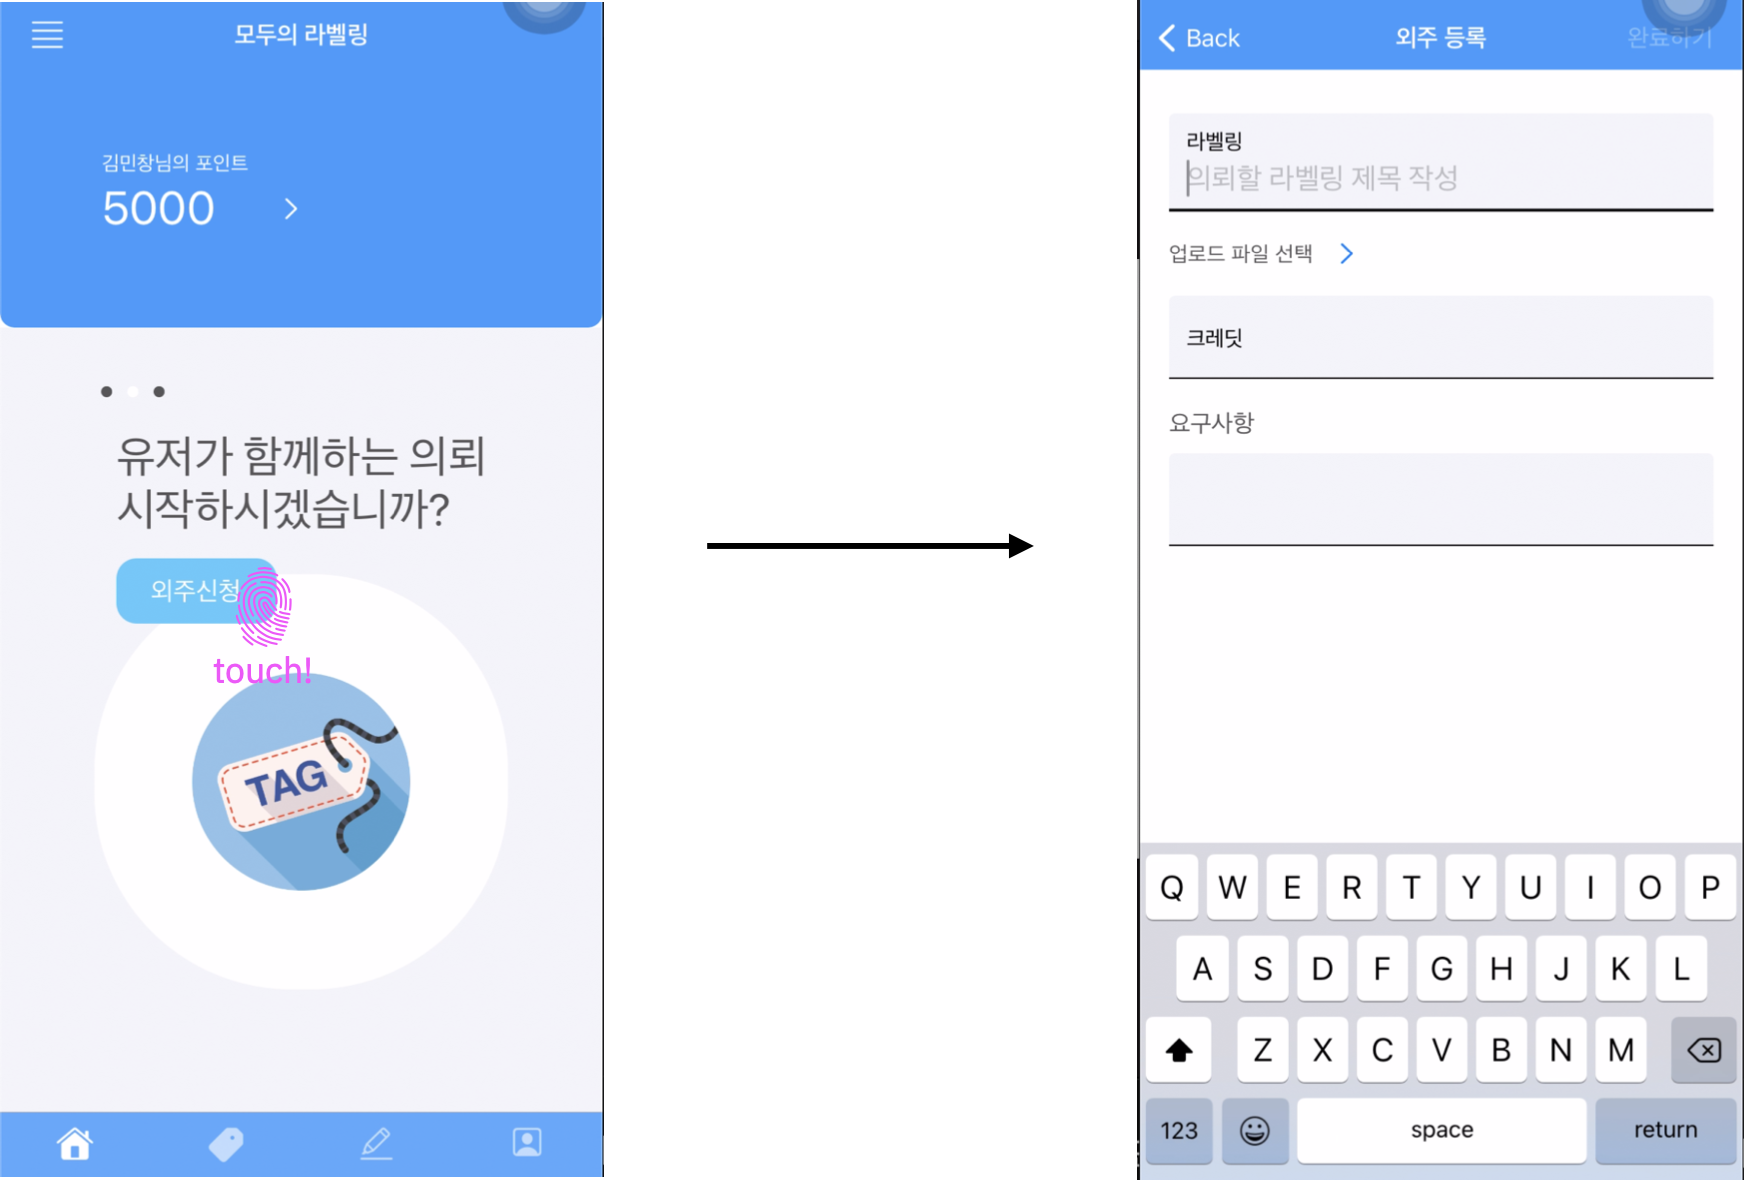 모두의 라벨링
김민창님의 포인트
5000
유저가 함께하는 의뢰
시작하시겠습니까?
외주신청
touch!
TAG
Back
외주 등록
완료하기
라벨링
의뢰할 라벨링 제목 작성
업로드 파일 선택
크레딧
요구사항
Q W E R T Y U I O P
A S D F G H J K L
Z X C V B N M
123
space
return